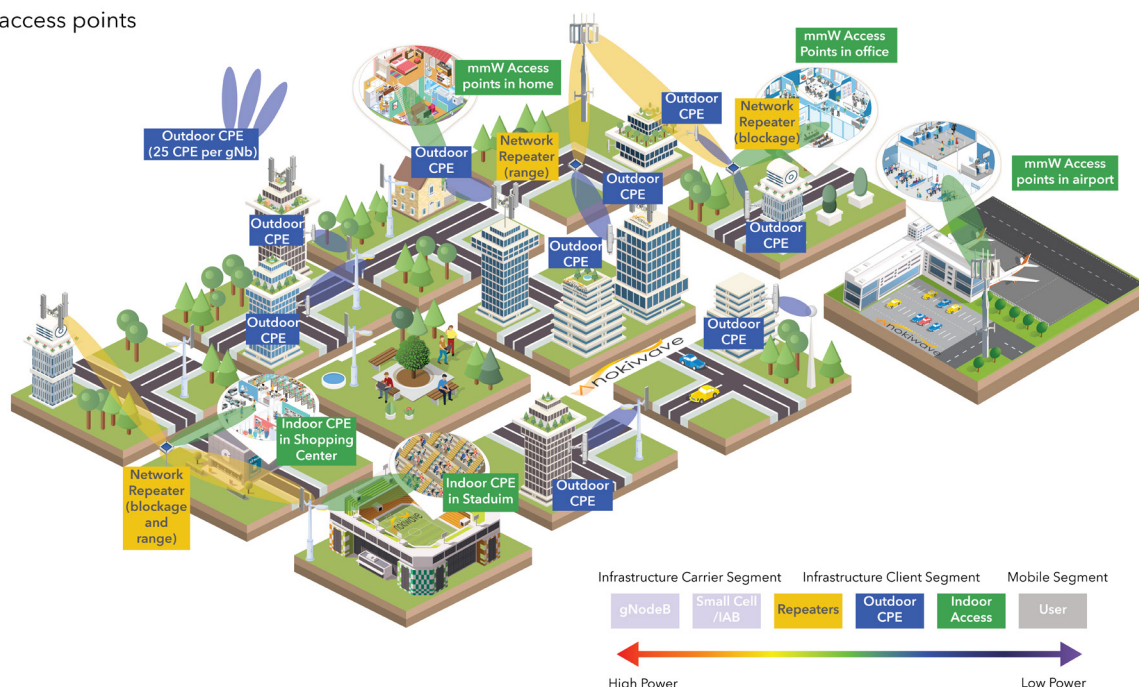 access points
mmW Access
points in home
mmW Access
Points in office
Outdoor
CPE
Network
Repeater
(blockage)
Outdoor CPE
(25 CPE per gNb)
Outdoor
CPE
Network
Repeater
(range)
mmW Access
points in airport
Outdoor
CPE
Outdoor
CPE
Outdoor
CPE
Outdoor
CPE
Outdoor
CPE
Outdoor
CPE
nokiwave
nokiwave
Indoor CPE
in Shopping
Center
Indoor CPE
in Staduim
Network
Repeater
(blockage
and
range)
Outdoor
CPE
nokiwave
Infrastructure Carrier Segment
Infrastructure Client Segment
Mobile Segment
gNodeB
Small Cell
/IAB
Repeaters
Outdoor
CPE
Indoor
Access
User
High Power
Low Power